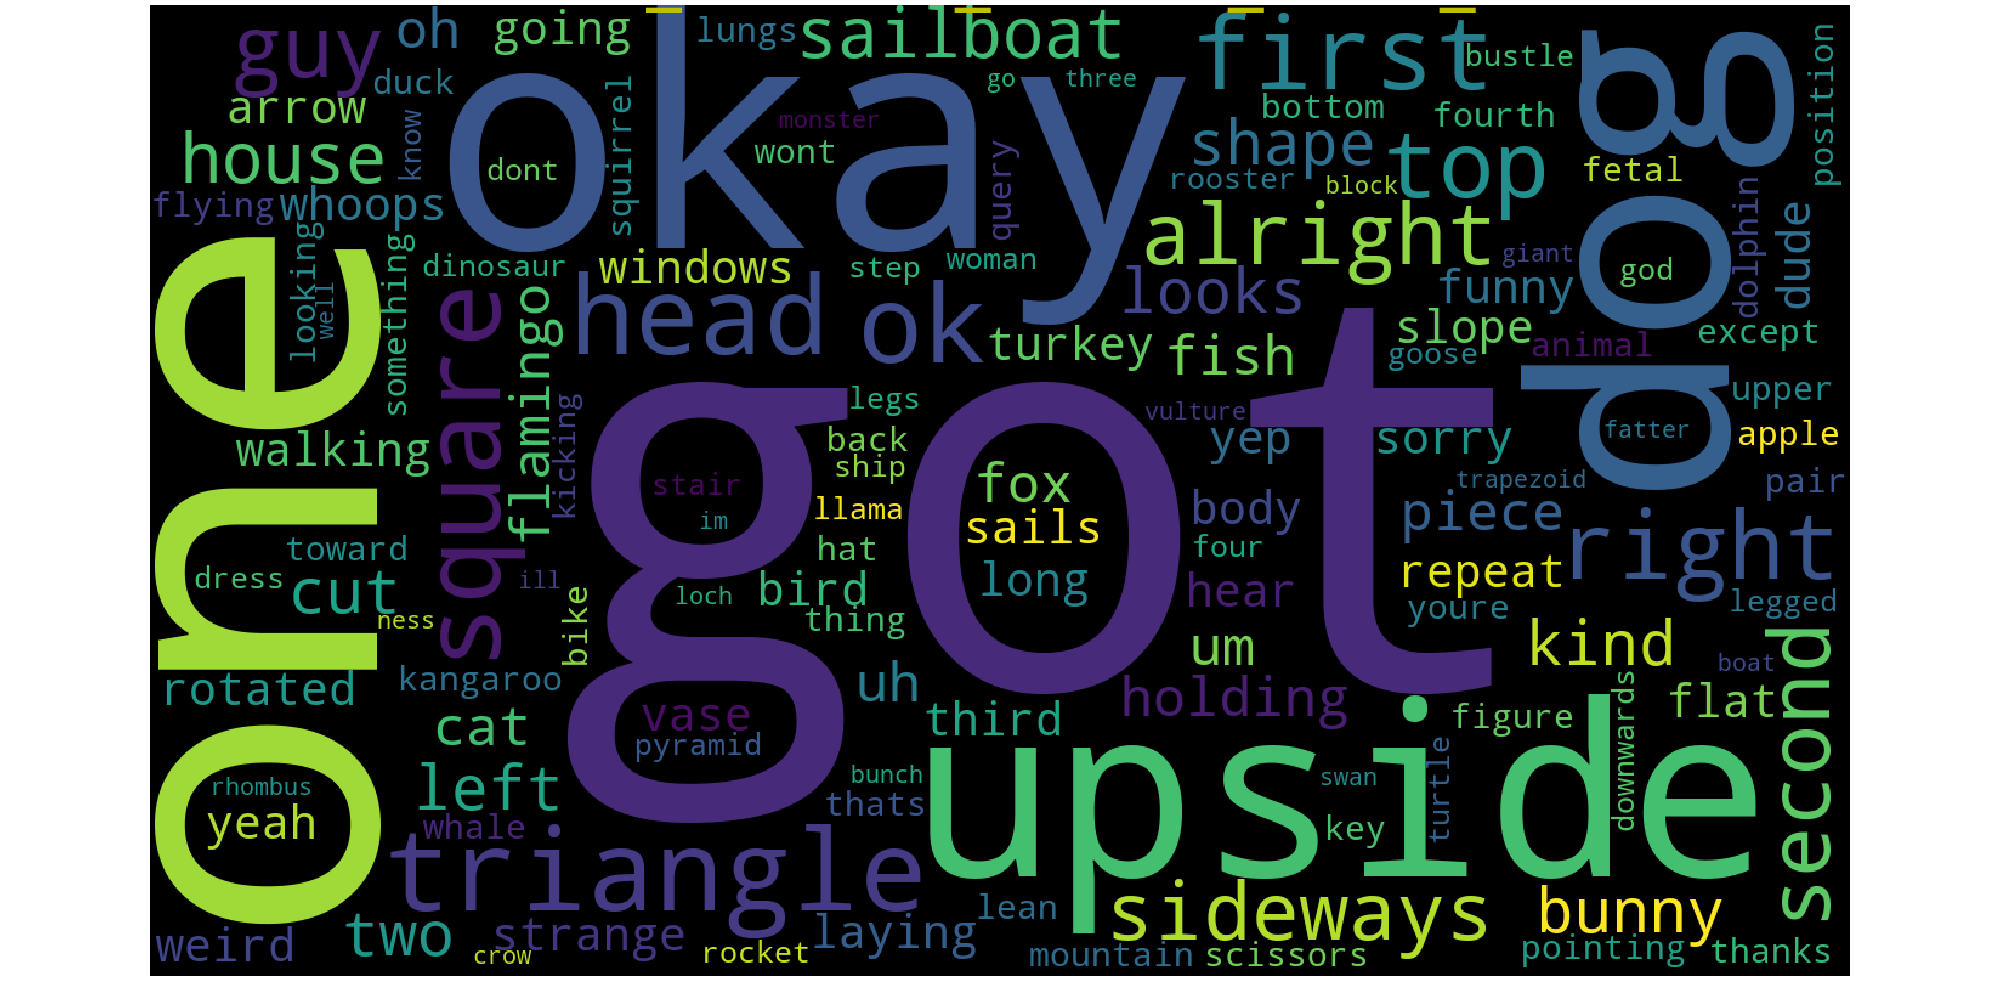 guy
oh
going
lungs
sailboat
first
bustle
position
duck
okay
go
three
dog
arrow
know
squirrel
monster
bottom
fourth
house
dont
wont
query
shape
rooster
block
top
fetal
flying
whoops
one
looking
well
something
dinosaur
windows
step
woman
alright
giant
god
dolphin
dude
square
flamingo
head
ok
looks
funny
turkey
fish
slope
goose
animal
except
got
legs
vulture
upper
walking
kicking
back
yep
sorry
fatter
apple
ship
stair
fox
trapezoid
pair
im
llama
sails
body
piece
right
toward
hat
four
dress
cut
ill
loch
bird
long
hear
repeat
youre
legged
ness
bike
thing
um
kind
second
rotated
kangaroo
uh
boat
cat
vase
third
holding
figure
downwards
flat
pyramid
upside
rhombus
left
bunch
swan
turtle
yeah
whale
thats
key
triangle
weird
two
strange
crow
rocket
laying
lean
mountain
sideways
scissors
bunny
pointing
thanks